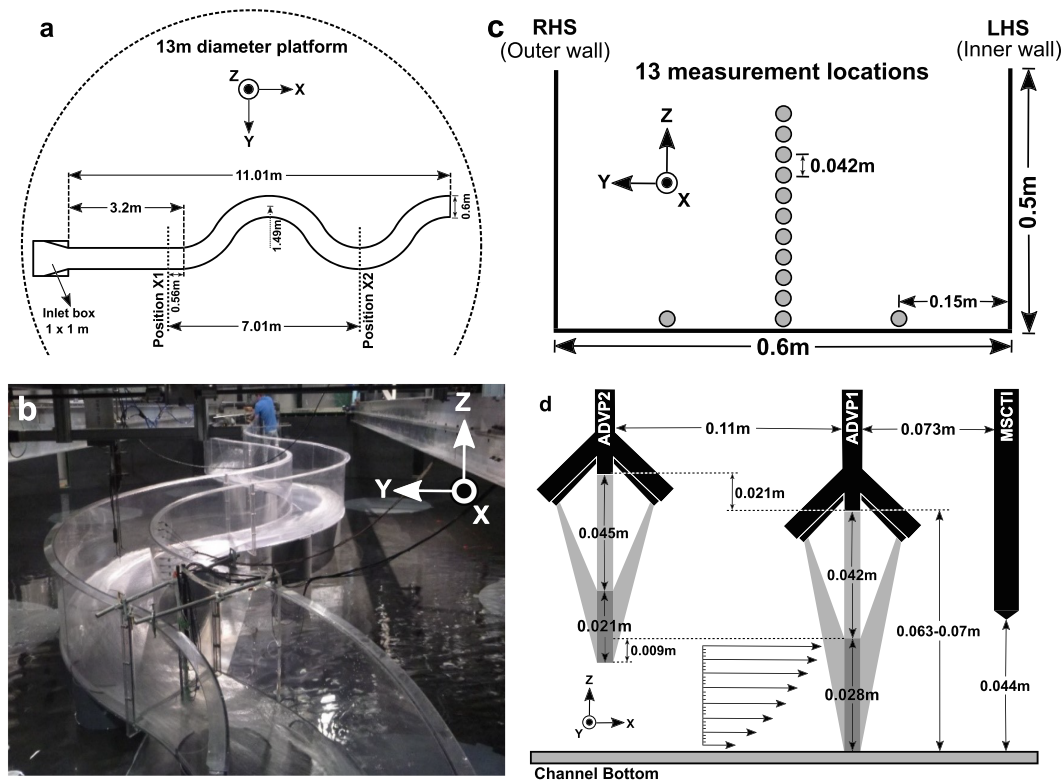 a
13m diameter platform
Z
X
Y
11.01m
3.2m
0.6m
1.49m
Position X1
0.56m
Position X2
7.01m
Inlet box
1 x 1 m
c
RHS
(Outer wall)
LHS
(Inner wall)
13 measurement locations
Z
Y
X
0.042m
0.5m
0.15m
0.6m
b
Z
Y
X
d
ADVP2
0.11m
ADVP1
0.073m
MSCTI
0.021m
0.045m
0.042m
0.021m
0.009m
0.063-0.07m
0.028m
0.044m
Z
Y
X
Channel Bottom